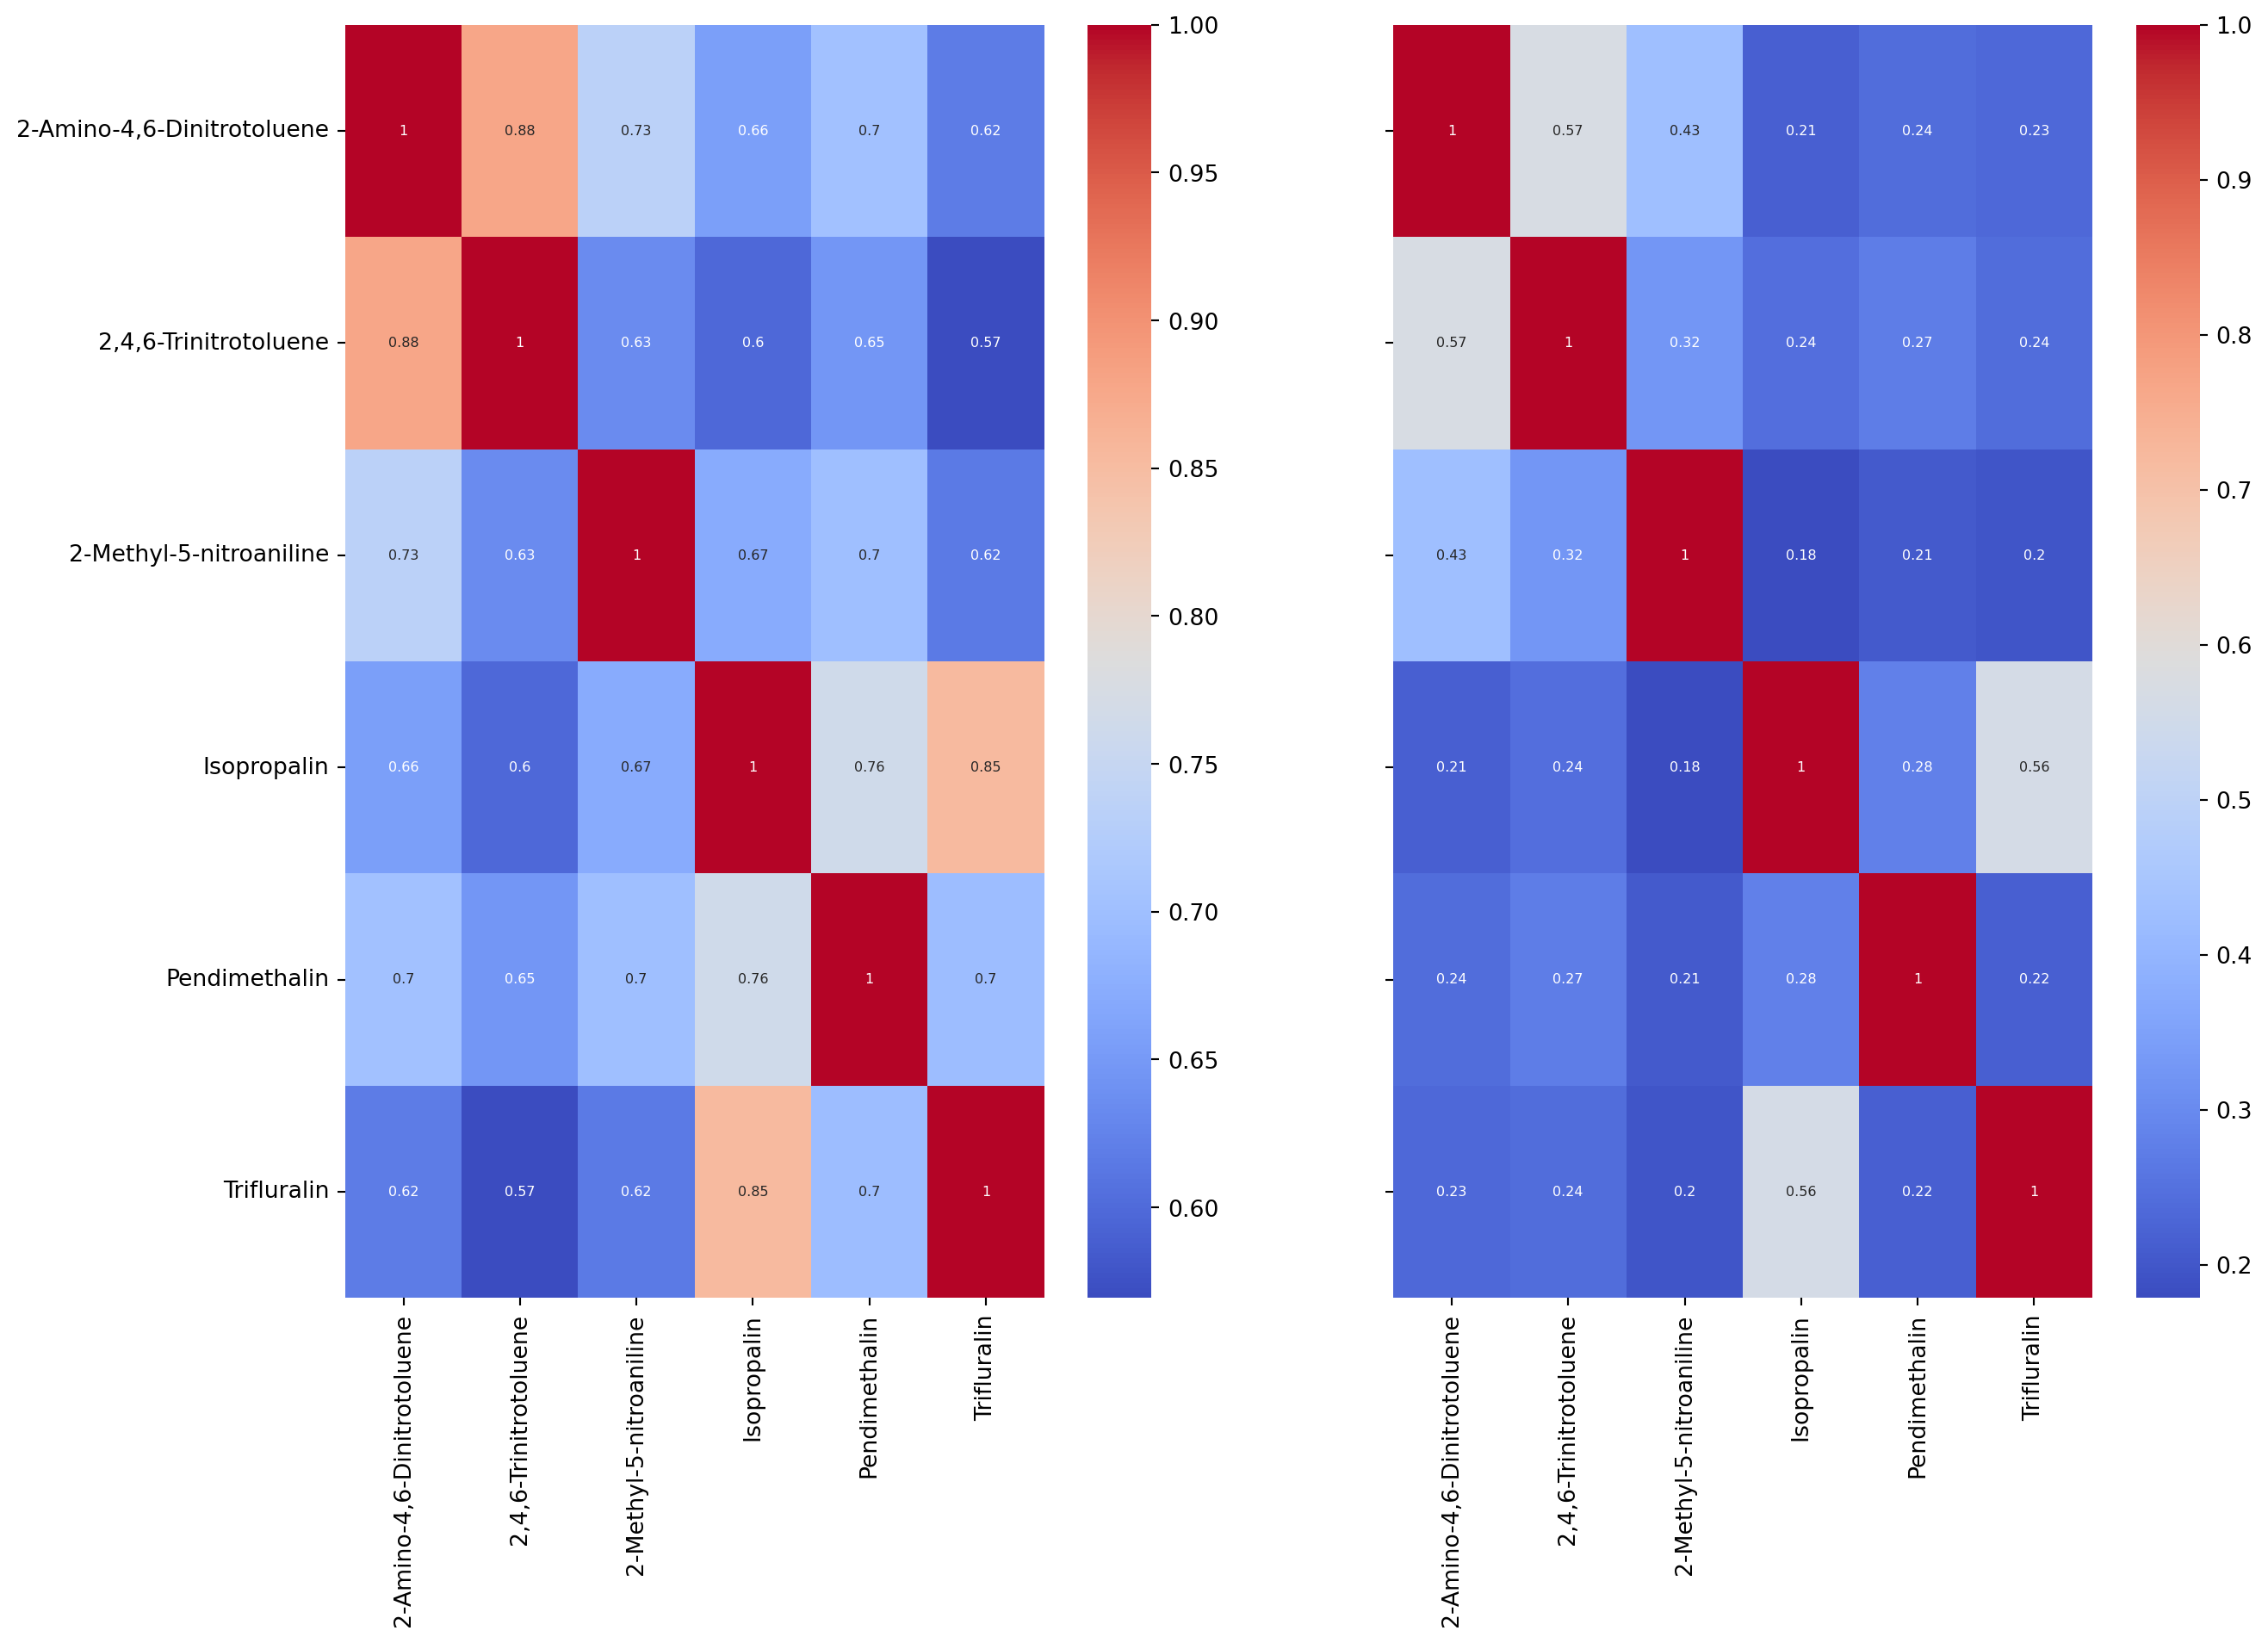 2-Amino-4,6-Dinitrotoluene
2,4,6-Trinitrotoluene
2-Methyl-5-nitroaniline
Isopropalin
Pendimethalin
Trifluralin
1 0.88 0.73 0.66 0.7 0.62
0.88 1 0.63 0.6 0.65 0.57
0.73 0.63 1 0.67 0.7 0.62
0.66 0.6 0.67 1 0.76 0.85
0.7 0.65 0.7 0.76 1 0.7
0.62 0.57 0.62 0.85 0.7 1
2-Amino-4,6-Dinitrotoluene
2,4,6-Trinitrotoluene
2-Methyl-5-nitroaniline
Isopropalin
Pendimethalin
Trifluralin
1.00
0.95
0.90
0.85
0.80
0.75
0.70
0.65
0.60
1 0.57 0.43 0.21 0.24 0.23
0.57 1 0.32 0.24 0.27 0.24
0.43 0.32 1 0.18 0.21 0.2
0.21 0.24 0.18 1 0.28 0.56
0.24 0.27 0.21 0.28 1 0.22
0.23 0.24 0.2 0.56 0.22 1
2-Amino-4,6-Dinitrotoluene
2,4,6-Trinitrotoluene
2-Methyl-5-nitroaniline
Isopropalin
Pendimethalin
Trifluralin
1.0
0.9
0.8
0.7
0.6
0.5
0.4
0.3
0.2